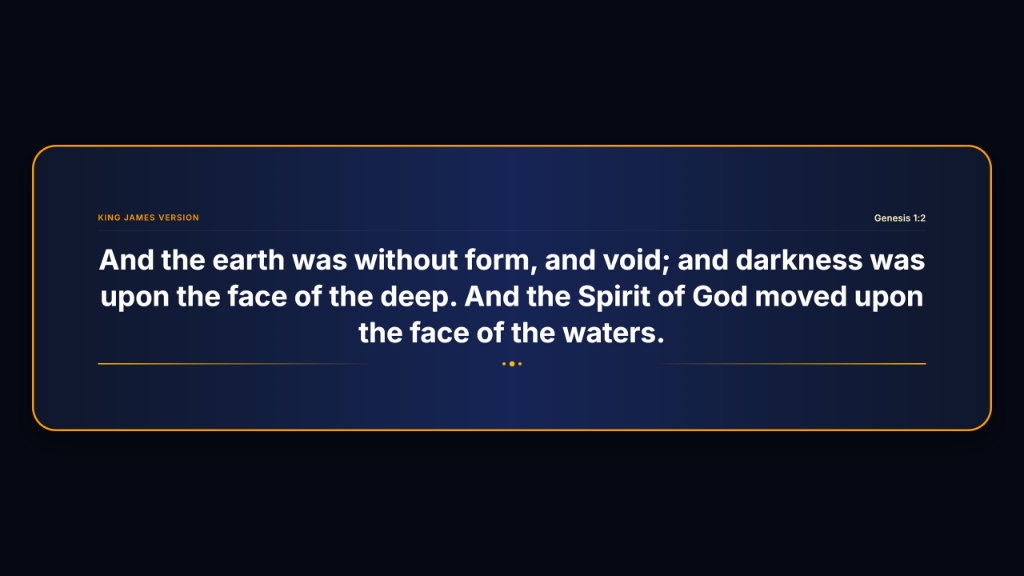 KING JAMES VERSION
Genesis 1:2
And the earth was without form, and void; and darkness was
upon the face of the deep. And the Spirit of God moved upon
the face of the waters.